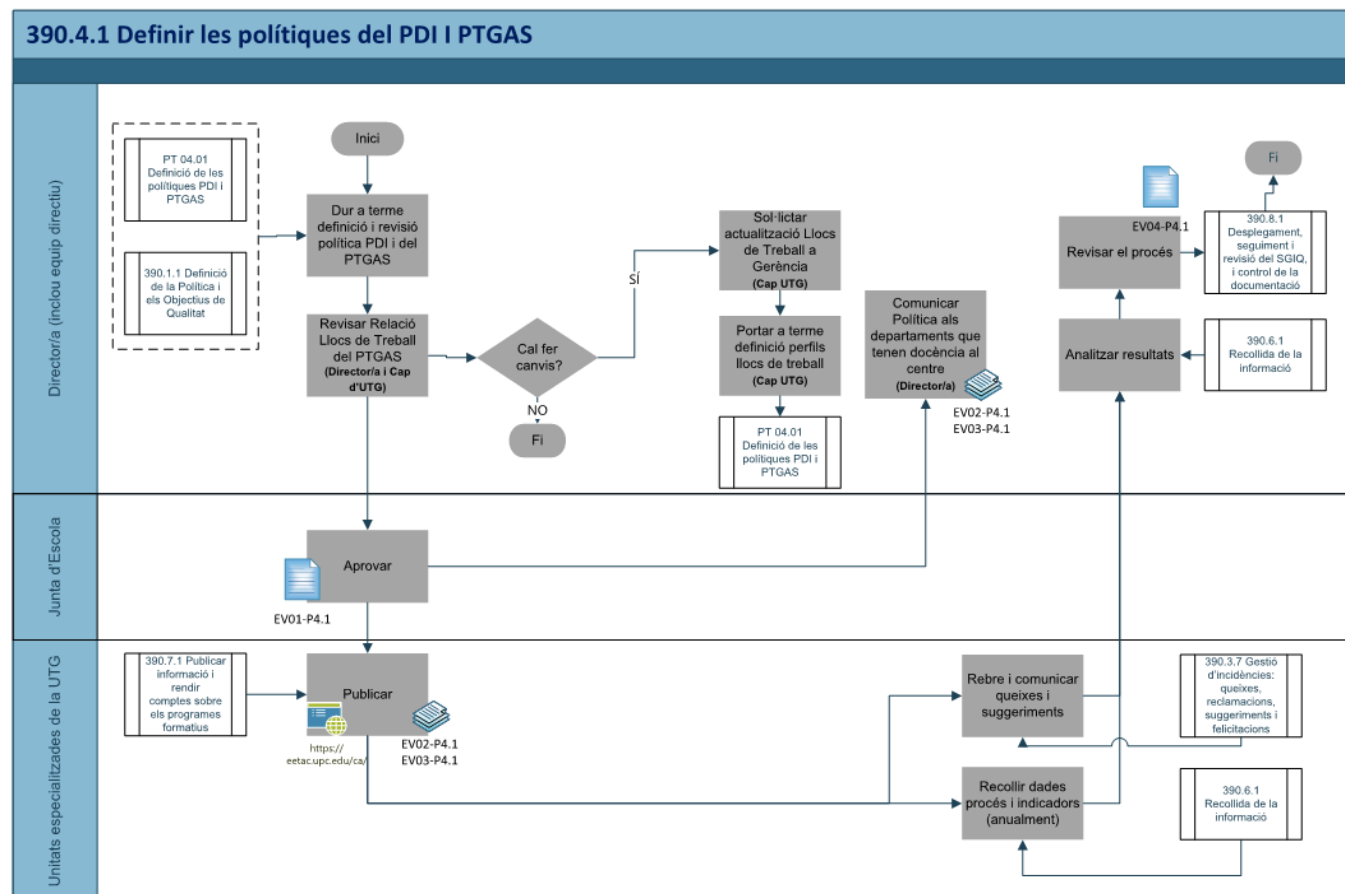 390.4.1 Definir les polítiques del PDI I PTGAS
Director/a (inclou equip directiu)
PT 04.01
Definició de les
polítiques PDI i
PTGAS
390.1.1 Definició
de la Política i
els Objectius de
Qualitat
Inici
Dur a terme
definició i revisió
política PDI i del
PTGAS
Revisar Relació
Llocs de Treball
del PTGAS
(Director/a i Cap
d'UTG)
Cal fer
canvis?
SÍ
NO
Fi
Sol·lictar
actualització Llocs
de Treball a
Gerència
(Cap UTG)
Portar a terme
definició perfils
llocs de treball
(Cap UTG)
PT 04.01
Definició de les
polítiques PDI i
PTGAS
Comunicar
Política als
departaments que
tenen docència al
centre
(Director/a)
EV02-P4.1
EV03-P4.1
Fi
EV04-P4.1
Revisar el procés
390.8.1
Desplegament,
seguiment i
revisió del SGIQ,
i control de la
documentació
Analitzar resultats
390.6.1
Recollida de la
informació
Junta d'Escola
Aprovar
EV01-P4.1
Unitats especialitzades de la UTG
390.7.1 Publicar
informació i
rendir
comptes sobre
els programes
formatius
Publicar
https://
eetac.upc.edu/ca/
EV02-P4.1
EV03-P4.1
Rebre i comunicar
queixes i
suggeriments
390.3.7 Gestió
d'incidències:
queixes,
reclamacions,
suggeriments i
felicitacions
Recollir dades
procés i indicadors
(anualment)
390.6.1
Recollida de la
informació